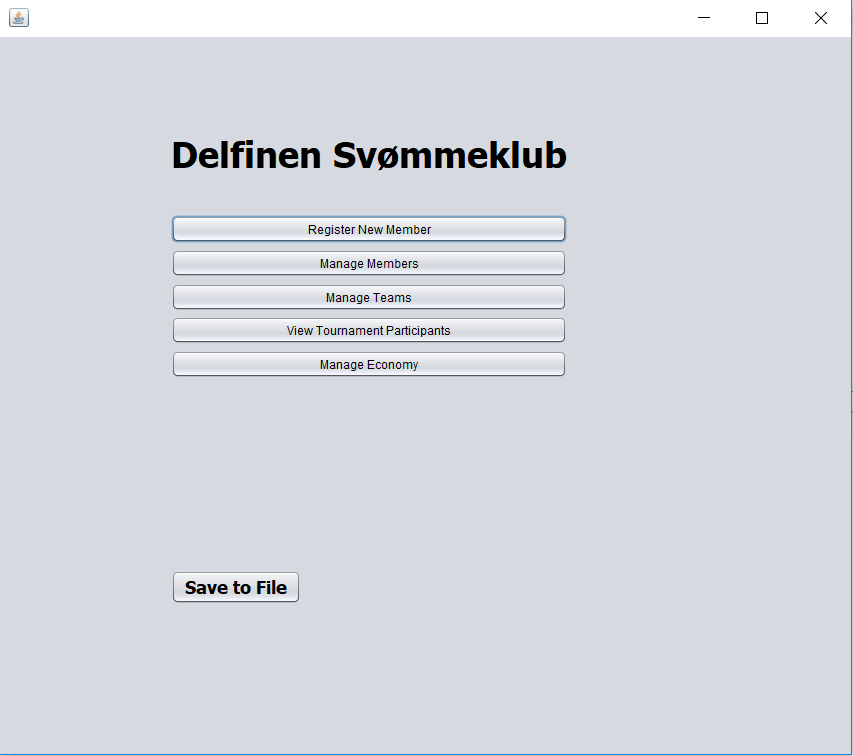 Delfinen Svømmeklub
Register New Member
Manage Members
Manage Teams
View Tournament Participants
Manage Economy
Save to File